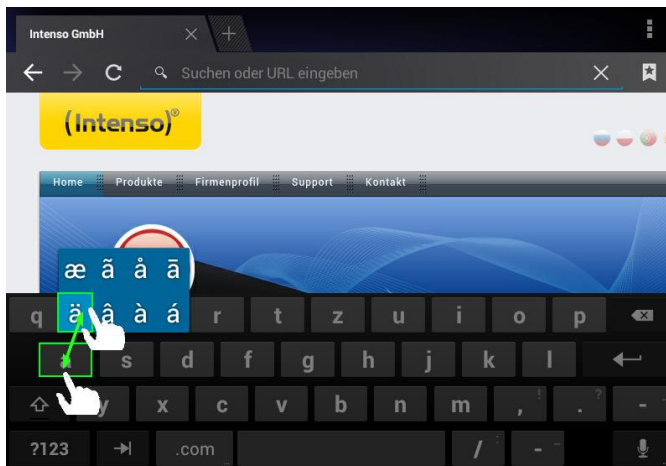 Intenso GmbH
Suchen oder URL eingeben
(Intenso)®
Home Produkte Firmenprofil Support Kontakt
æ ã å ā
ä â à á
q r t z u i o p
a s d f g h j k l
y x c v b n m , ! . ?
?123 .com / : - _